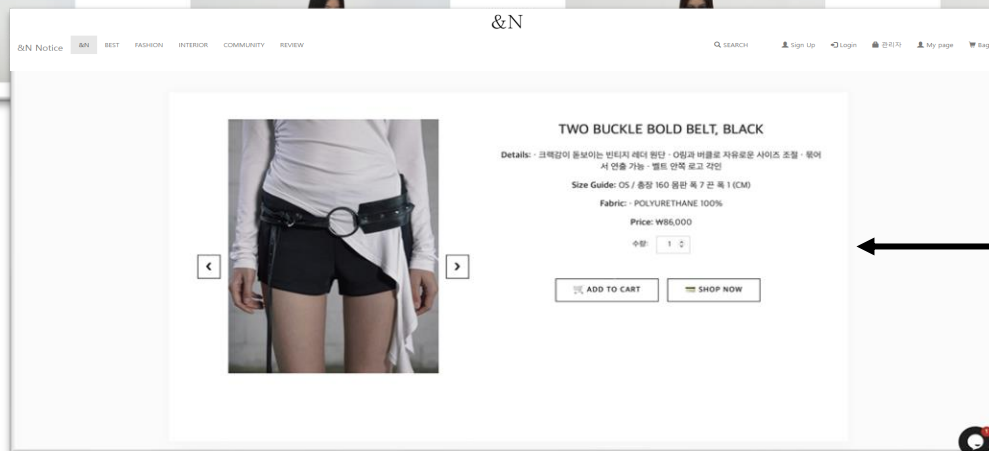 &N
&N Notice &N BEST FASHION INTERIOR COMMUNITY REVIEW SEARCH Sign Up Login 관리자 My page Bag
TWO BUCKLE BOLD BELT, BLACK
Details: · 크랙감이 돋보이는 빈티지 레더 원단 · O링과 버클로 자유로운 사이즈 조절 · 묶어
서 연출 가능 · 벨트 안쪽 로고 각인
Size Guide: OS / 총장 160 몸판 폭 7 끈 폭 1 (CM)
Fabric: · POLYURETHANE 100%
Price: ₩86,000
수량: 1
ADD TO CART SHOP NOW